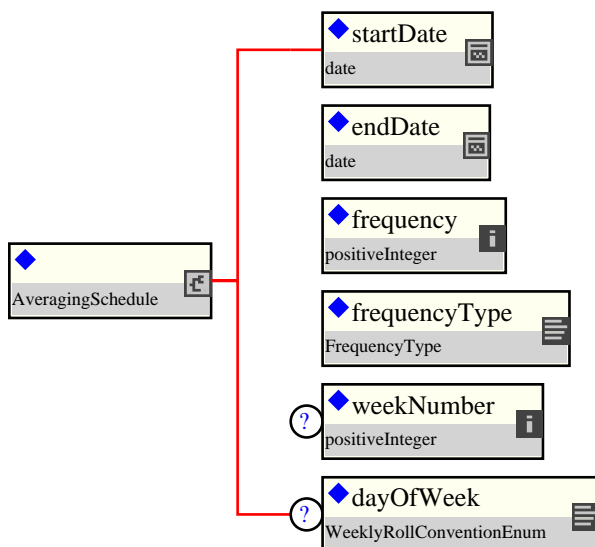 startDate
date
endDate
date
frequency
i
positiveInteger
AveragingSchedule
frequencyType
FrequencyType
? weekNumber
i
positiveInteger
? dayOfWeek
WeeklyRollConventionEnum